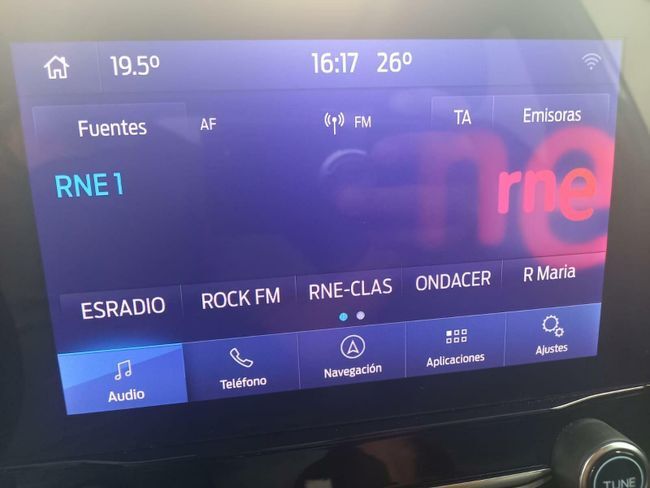 19.5º 16:17 26º
Fuentes AF FM TA Emisoras
RNE 1 rne
ne
ESRADIO ROCK FM RNE-CLAS ONDACER R Maria
Audio Teléfono Navegación Aplicaciones Ajustes
TUNE